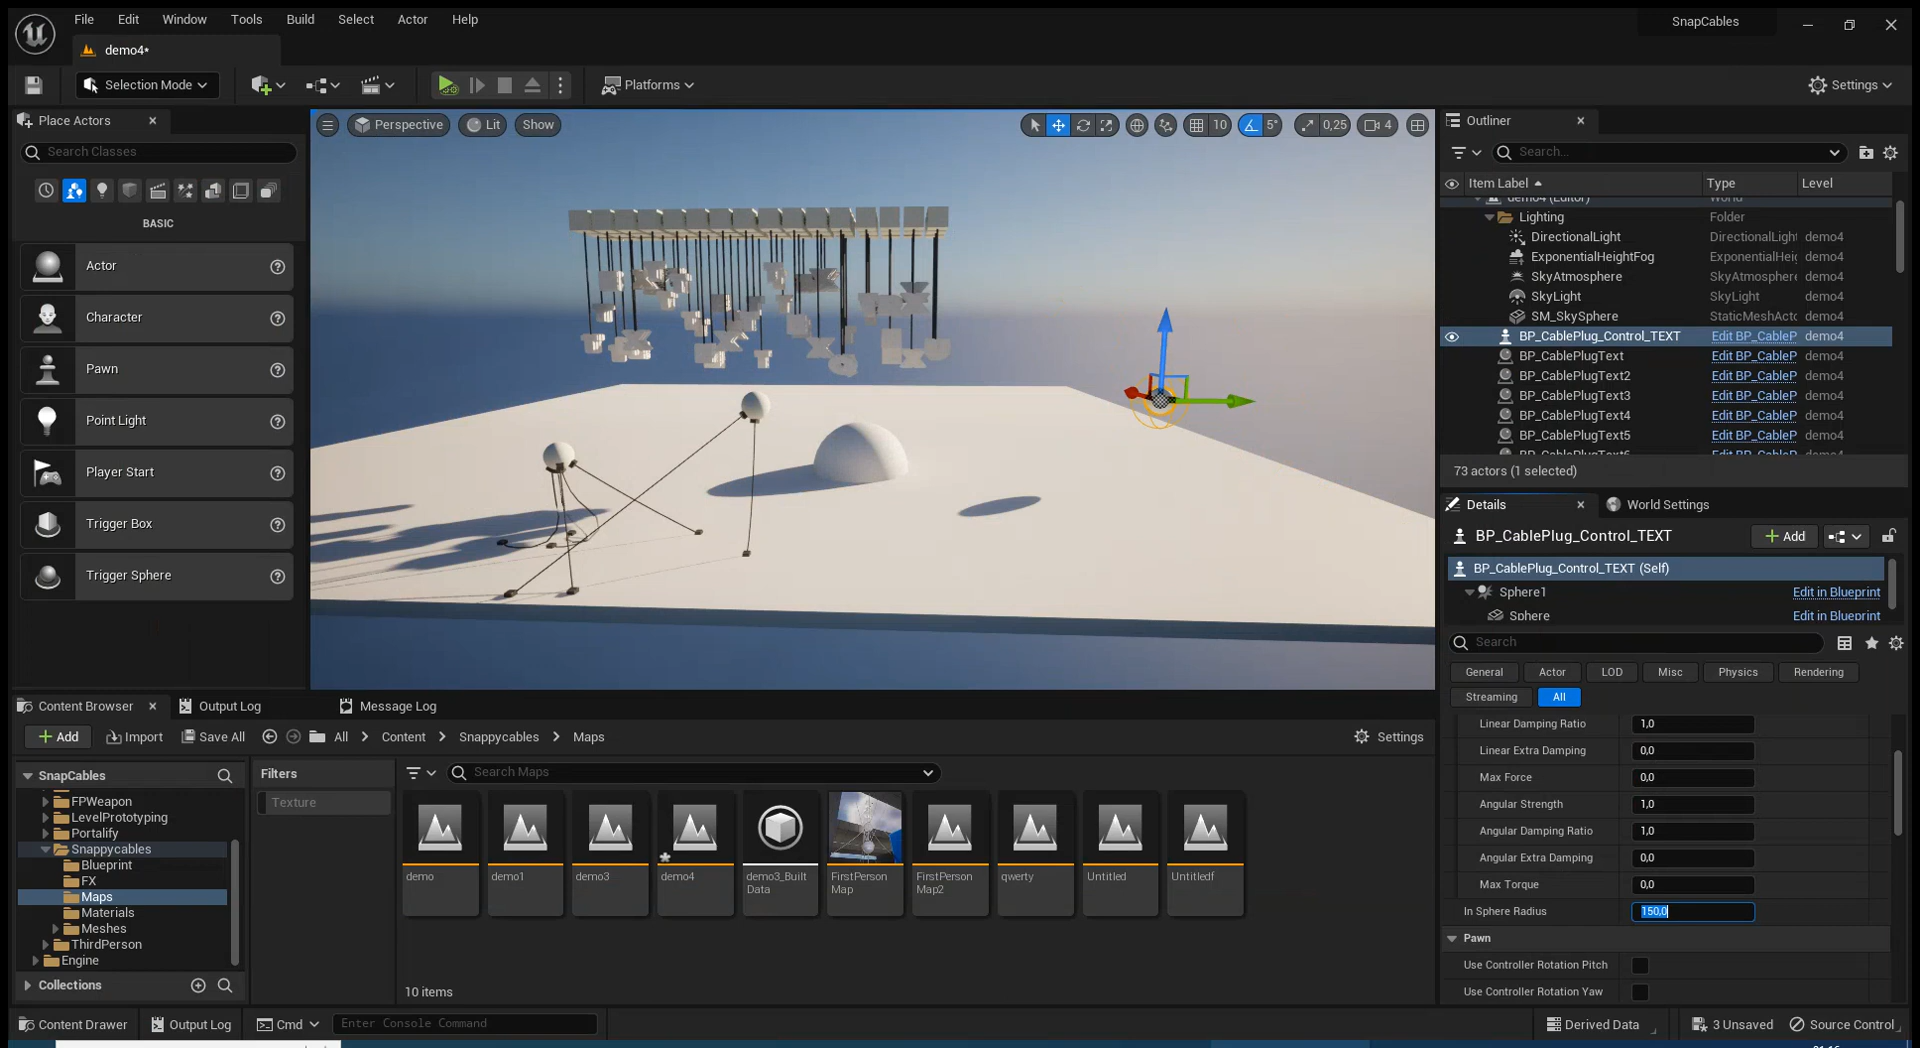 File Edit Window Tools Build Select Actor Help
SnapCables
demo4*
Selection Mode
Platforms
Settings
Place Actors
Search Classes
BASIC
Actor
Character
Pawn
Point Light
Player Start
Trigger Box
Trigger Sphere
Perspective Lit Show
10 5° 0,25 4
Outliner
Search...
Item Label Type Level
demo4 (Editor) World
Lighting Folder
DirectionalLight DirectionalLight demo4
ExponentialHeightFog ExponentialHeig demo4
SkyAtmosphere SkyAtmosphere demo4
SkyLight SkyLight demo4
SM_SkySphere StaticMeshActo demo4
BP_CablePlug_Control_TEXT Edit BP_CableP demo4
BP_CablePlugText Edit BP_CableP demo4
BP_CablePlugText2 Edit BP_CableP demo4
BP_CablePlugText3 Edit BP_CableP demo4
BP_CablePlugText4 Edit BP_CableP demo4
BP_CablePlugText5 Edit BP_CableP demo4
73 actors (1 selected)
Details World Settings
BP_CablePlug_Control_TEXT Add
BP_CablePlug_Control_TEXT (Self)
Sphere1 Edit in Blueprint
Sphere Edit in Blueprint
Search
General Actor LOD Misc Physics Rendering
Streaming All
Linear Damping Ratio 1,0
Linear Extra Damping 0,0
Max Force 0,0
Angular Strength 1,0
Angular Damping Ratio 1,0
Angular Extra Damping 0,0
Max Torque 0,0
In Sphere Radius 150,0
Pawn
Use Controller Rotation Pitch
Use Controller Rotation Yaw
Content Browser Output Log Message Log
Add Import Save All All Content Snappycables Maps Settings
SnapCables
FPWeapon
LevelPrototyping
Portalify
Snappycables
Blueprint
FX
Maps
Materials
Meshes
ThirdPerson
Engine
Collections
Filters
Texture
Search Maps
demo demo1 demo3 demo4 demo3_Built FirstPerson FirstPerson qwerty Untitled Untitledf
Data Map Map2
10 items
Content Drawer Output Log Cmd Enter Console Command Derived Data 3 Unsaved Source Control